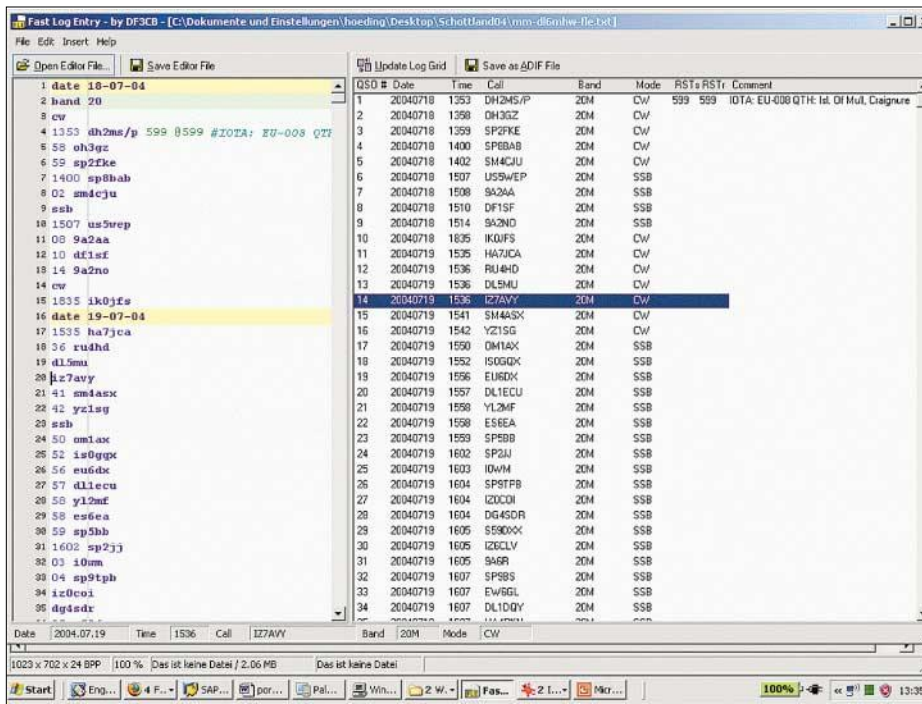 Fast Log Entry - by DF3CB - [C:\Dokumente und Einstellungen\hoeding\Desktop\Schottland04\mm-dl6mhw-fle.txt]
File Edit Insert Help
Open Editor File... Save Editor File Update Log Grid Save as ADIF File
1 date 18-07-04
2 band 20
3 cw
4 1353 dh2ms/p 599 @599 #IOTA: EU-008 QTH
5 58 oh3gz
6 59 sp2fke
7 1400 sp8bab
8 02 sm4cju
9 ssb
10 1507 us5wep
11 08 9a2aa
12 10 df1sf
13 14 9a2no
14 cw
15 1835 ik0jfs
16 date 19-07-04
17 1535 ha7jca
18 36 ru4hd
19 dl5mu
20 iz7avy
21 41 sm4asx
22 42 yz1sg
23 ssb
24 50 om1ax
25 52 is0gqx
26 56 eu6dx
27 57 dl1ecu
28 58 yl2mf
29 58 es6ea
30 59 sp5bb
31 1602 sp2jj
32 03 i0wm
33 04 sp9tpb
34 iz0coi
35 dg4sdr
QSO # Date Time Call Band Mode RSTs RSTr Comment
1 20040718 1353 DH2MS/P 20M CW 599 599 IOTA: EU-008 QTH: Isl. Of Mull, Craignure
2 20040718 1358 OH3GZ 20M CW
3 20040718 1359 SP2FKE 20M CW
4 20040718 1400 SP8BAB 20M CW
5 20040718 1402 SM4CJU 20M CW
6 20040718 1507 US5WEP 20M SSB
7 20040718 1508 9A2AA 20M SSB
8 20040718 1510 DF1SF 20M SSB
9 20040718 1514 9A2NO 20M SSB
10 20040718 1835 IK0JFS 20M CW
11 20040719 1535 HA7JCA 20M CW
12 20040719 1536 RU4HD 20M CW
13 20040719 1536 DL5MU 20M CW
14 20040719 1536 IZ7AVY 20M CW
15 20040719 1541 SM4ASX 20M CW
16 20040719 1542 YZ1SG 20M CW
17 20040719 1550 OM1AX 20M SSB
18 20040719 1552 IS0GQX 20M SSB
19 20040719 1556 EU6DX 20M SSB
20 20040719 1557 DL1ECU 20M SSB
21 20040719 1558 YL2MF 20M SSB
22 20040719 1558 ES6EA 20M SSB
23 20040719 1559 SP5BB 20M SSB
24 20040719 1602 SP2JJ 20M SSB
25 20040719 1603 I0WM 20M SSB
26 20040719 1604 SP9TPB 20M SSB
27 20040719 1604 IZ0COI 20M SSB
28 20040719 1604 DG4SDR 20M SSB
29 20040719 1605 S59DXX 20M SSB
30 20040719 1605 IZ6CLV 20M SSB
31 20040719 1605 9A6R 20M SSB
32 20040719 1607 SP9BS 20M SSB
33 20040719 1607 EW6GL 20M SSB
34 20040719 1607 DL1DQY 20M SSB
Date 2004.07.19 Time 1536 Call IZ7AVY Band 20M Mode CW
1023 x 702 x 24 BPP 100 % Das ist keine Datei / 2.06 MB Das ist keine Datei
Start Eng... 4 F... SAP... por... Pal... Win... 2 W. Fas... 2 I... Micr... 100% 13:35